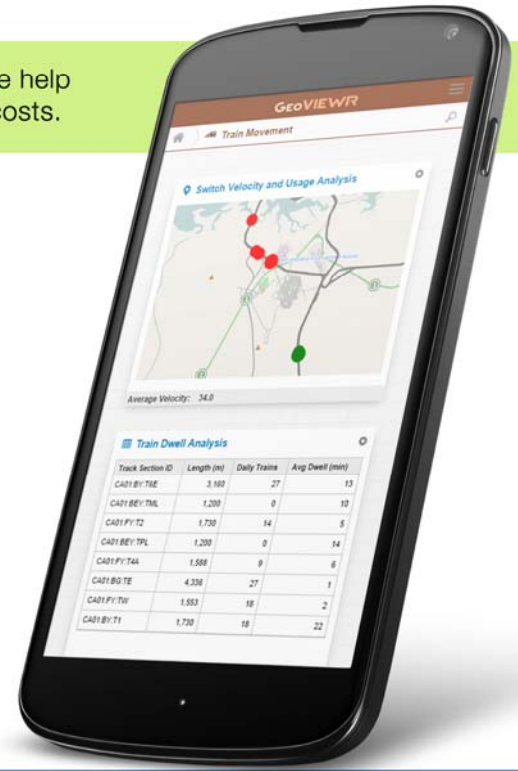 e help
costs.
GEOVIEWR
Train Movement
Switch Velocity and Usage Analysis
Average Velocity: 34.0
Train Dwell Analysis
Track Section ID Length (m) Daily Trains Avg Dwell (min)
CA01:BY:T6E 3,160 27 13
CA01:BEY:TML 1,200 0 10
CA01:FY:T2 1,730 14 5
CA01:BEY:TPL 1,200 0 14
CA01:FY:T4A 1,588 9 6
CA01:BG:TE 4,336 27 1
CA01:FY:TW 1,553 18 2
CA01:BY:T1 1,730 18 22